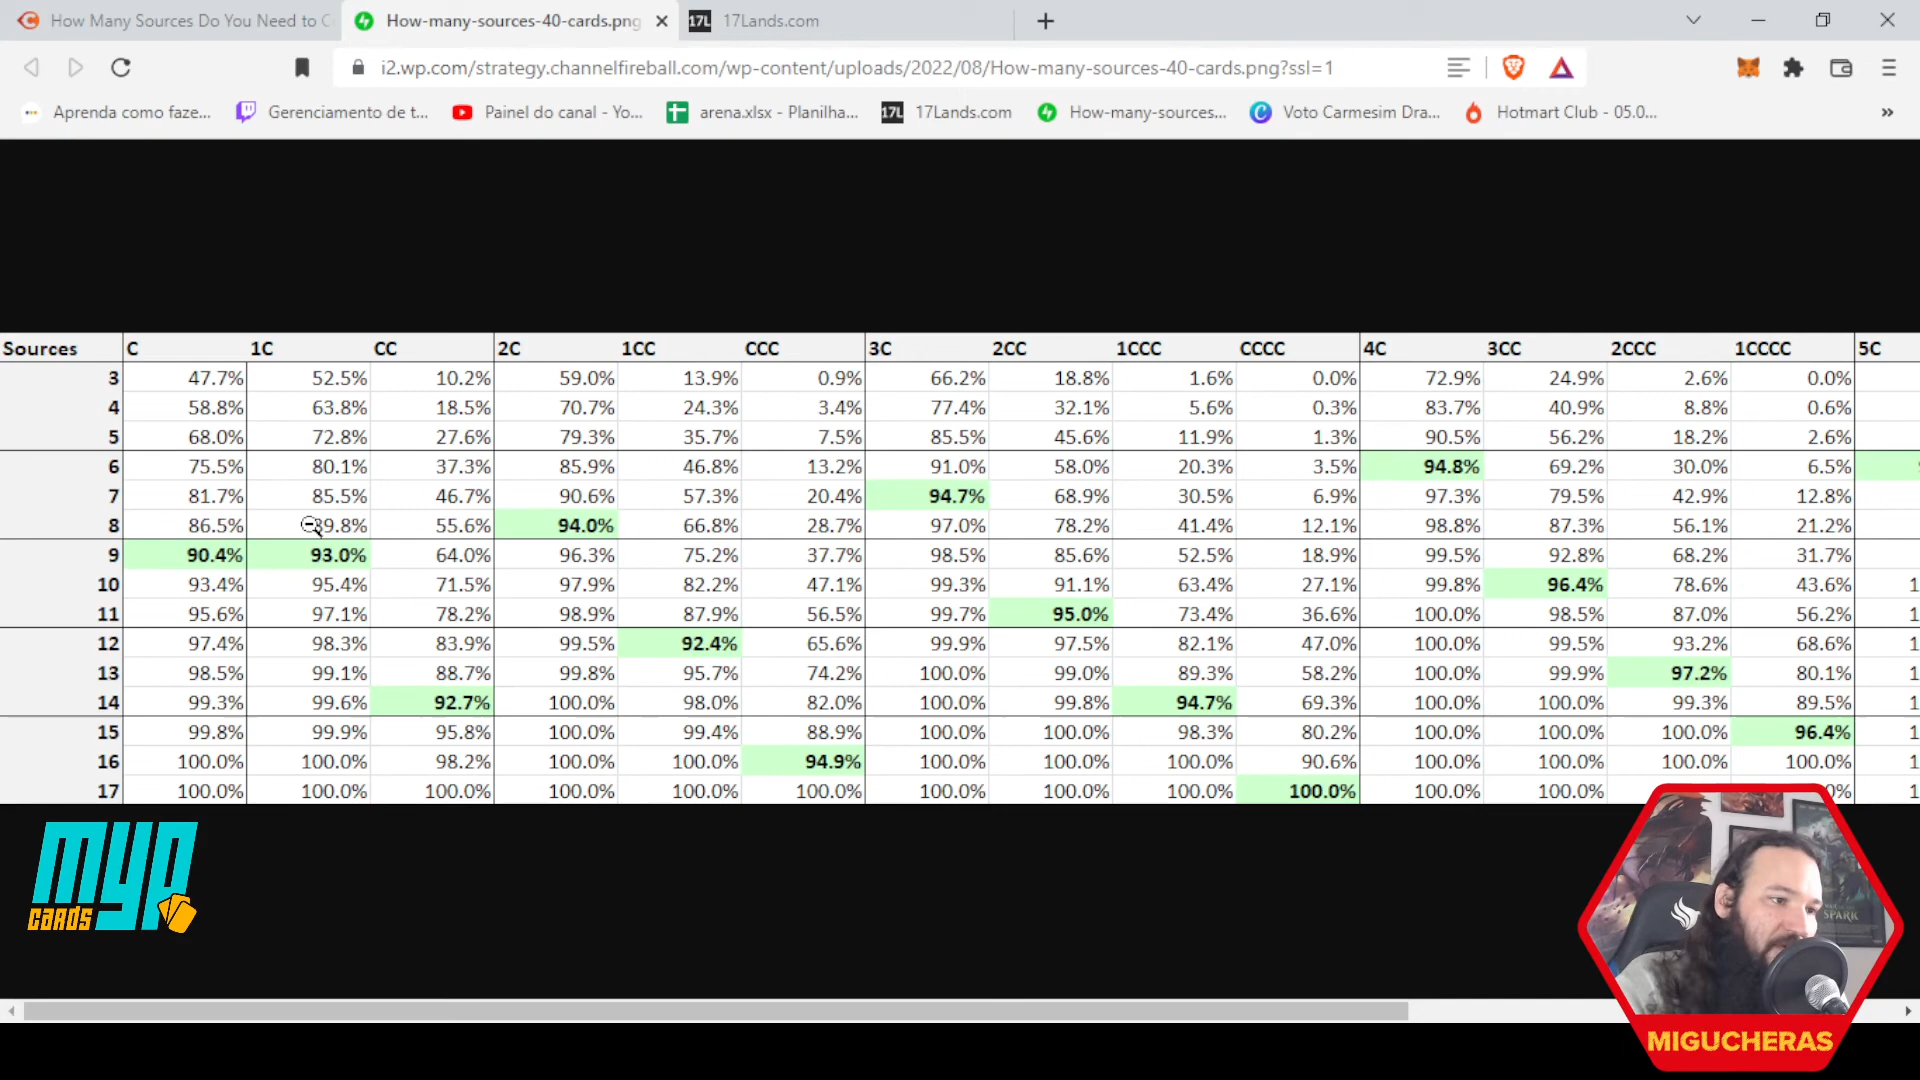 How Many Sources Do You Need to C
How-many-sources-40-cards.png
17L 17Lands.com
i2.wp.com/strategy.channelfireball.com/wp-content/uploads/2022/08/How-many-sources-40-cards.png?ssl=1
Aprenda como faze... Gerenciamento de t... Painel do canal - Yo... arena.xlsx - Planilha... 17L 17Lands.com How-many-sources... Voto Carmesim Dra... Hotmart Club - 05.0... »
Sources C 1C CC 2C 1CC CCC 3C 2CC 1CCC CCCC 4C 3CC 2CCC 1CCCC 5C
3 47.7% 52.5% 10.2% 59.0% 13.9% 0.9% 66.2% 18.8% 1.6% 0.0% 72.9% 24.9% 2.6% 0.0%
4 58.8% 63.8% 18.5% 70.7% 24.3% 3.4% 77.4% 32.1% 5.6% 0.3% 83.7% 40.9% 8.8% 0.6%
5 68.0% 72.8% 27.6% 79.3% 35.7% 7.5% 85.5% 45.6% 11.9% 1.3% 90.5% 56.2% 18.2% 2.6%
6 75.5% 80.1% 37.3% 85.9% 46.8% 13.2% 91.0% 58.0% 20.3% 3.5% 94.8% 69.2% 30.0% 6.5%
7 81.7% 85.5% 46.7% 90.6% 57.3% 20.4% 94.7% 68.9% 30.5% 6.9% 97.3% 79.5% 42.9% 12.8%
8 86.5% 89.8% 55.6% 94.0% 66.8% 28.7% 97.0% 78.2% 41.4% 12.1% 98.8% 87.3% 56.1% 21.2%
9 90.4% 93.0% 64.0% 96.3% 75.2% 37.7% 98.5% 85.6% 52.5% 18.9% 99.5% 92.8% 68.2% 31.7%
10 93.4% 95.4% 71.5% 97.9% 82.2% 47.1% 99.3% 91.1% 63.4% 27.1% 99.8% 96.4% 78.6% 43.6% 1
11 95.6% 97.1% 78.2% 98.9% 87.9% 56.5% 99.7% 95.0% 73.4% 36.6% 100.0% 98.5% 87.0% 56.2% 1
12 97.4% 98.3% 83.9% 99.5% 92.4% 65.6% 99.9% 97.5% 82.1% 47.0% 100.0% 99.5% 93.2% 68.6% 1
13 98.5% 99.1% 88.7% 99.8% 95.7% 74.2% 100.0% 99.0% 89.3% 58.2% 100.0% 99.9% 97.2% 80.1% 1
14 99.3% 99.6% 92.7% 100.0% 98.0% 82.0% 100.0% 99.8% 94.7% 69.3% 100.0% 100.0% 99.3% 89.5% 1
15 99.8% 99.9% 95.8% 100.0% 99.4% 88.9% 100.0% 100.0% 98.3% 80.2% 100.0% 100.0% 100.0% 96.4% 1
16 100.0% 100.0% 98.2% 100.0% 100.0% 94.9% 100.0% 100.0% 100.0% 90.6% 100.0% 100.0% 100.0% 100.0% 1
17 100.0% 100.0% 100.0% 100.0% 100.0% 100.0% 100.0% 100.0% 100.0% 100.0% 100.0% 100.0%
MYP
cards
SPARK
MIGUCHERAS